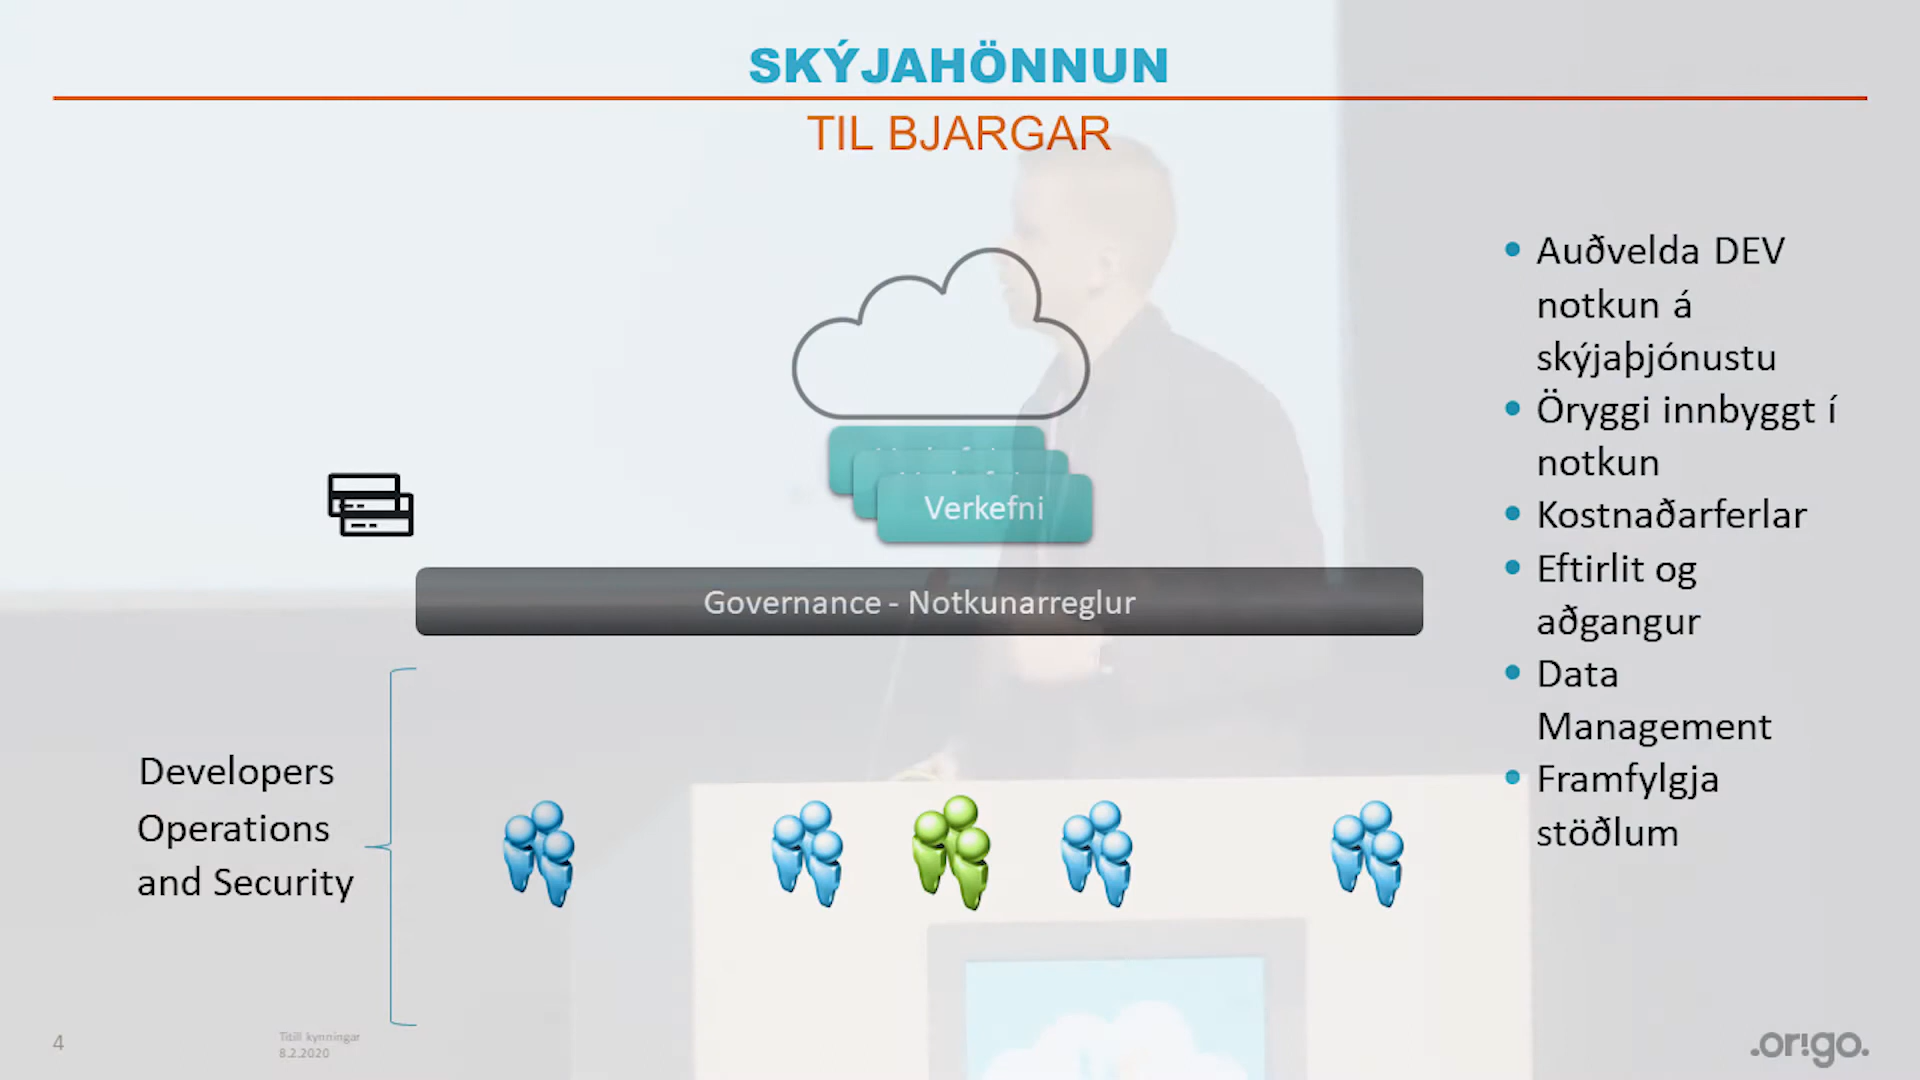 SKÝJAHÖNNUN
TIL BJARGAR
Verkefni
Governance - Notkunarreglur
Developers
Operations
and Security
• Auðvelda DEV
notkun á
skýjaþjónustu
• Öryggi innbyggt í
notkun
• Kostnaðarferlar
• Eftirlit og
aðgangur
• Data
Management
• Framfylgja
stöðlum
4
Titill kynningar
8.2.2020
.origo.